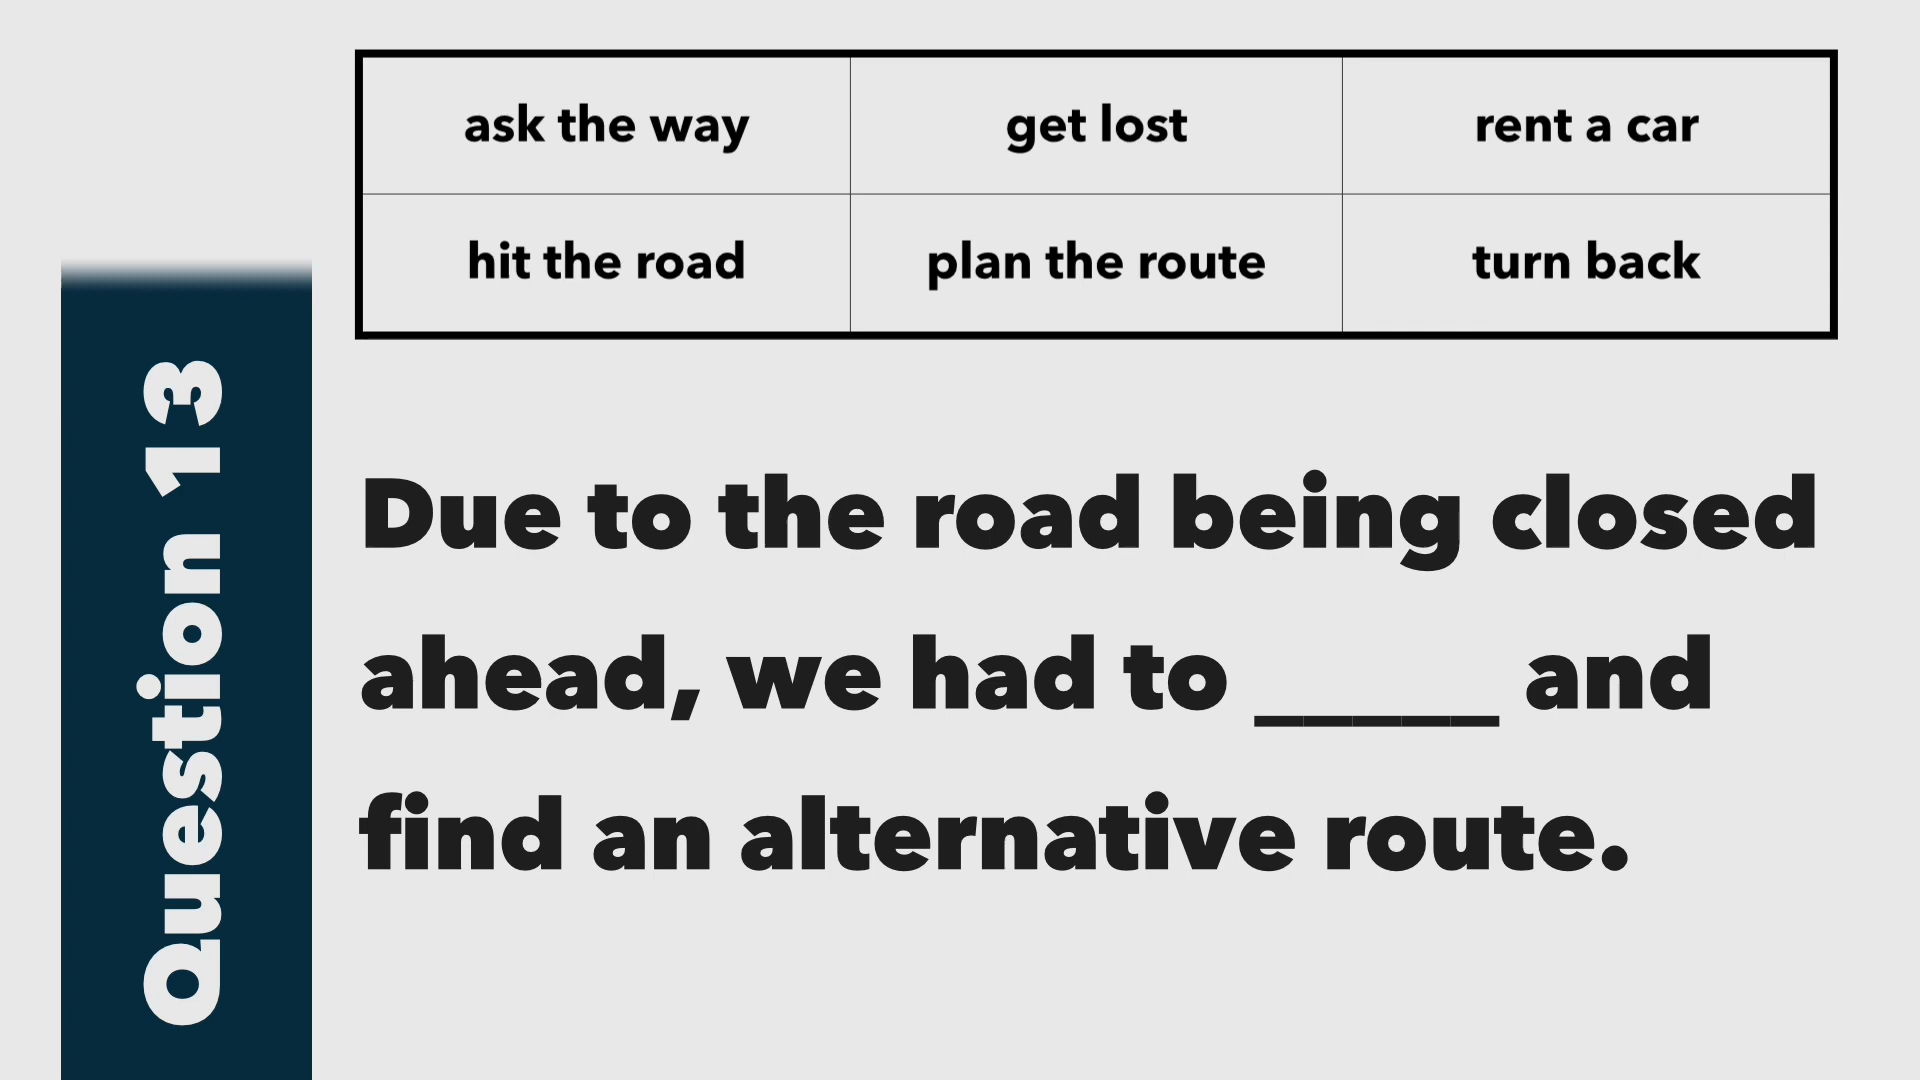 ask the way
get lost
rent a car
hit the road
plan the route
turn back
Question 13
Due to the road being closed
ahead, we had to _____ and
find an alternative route.